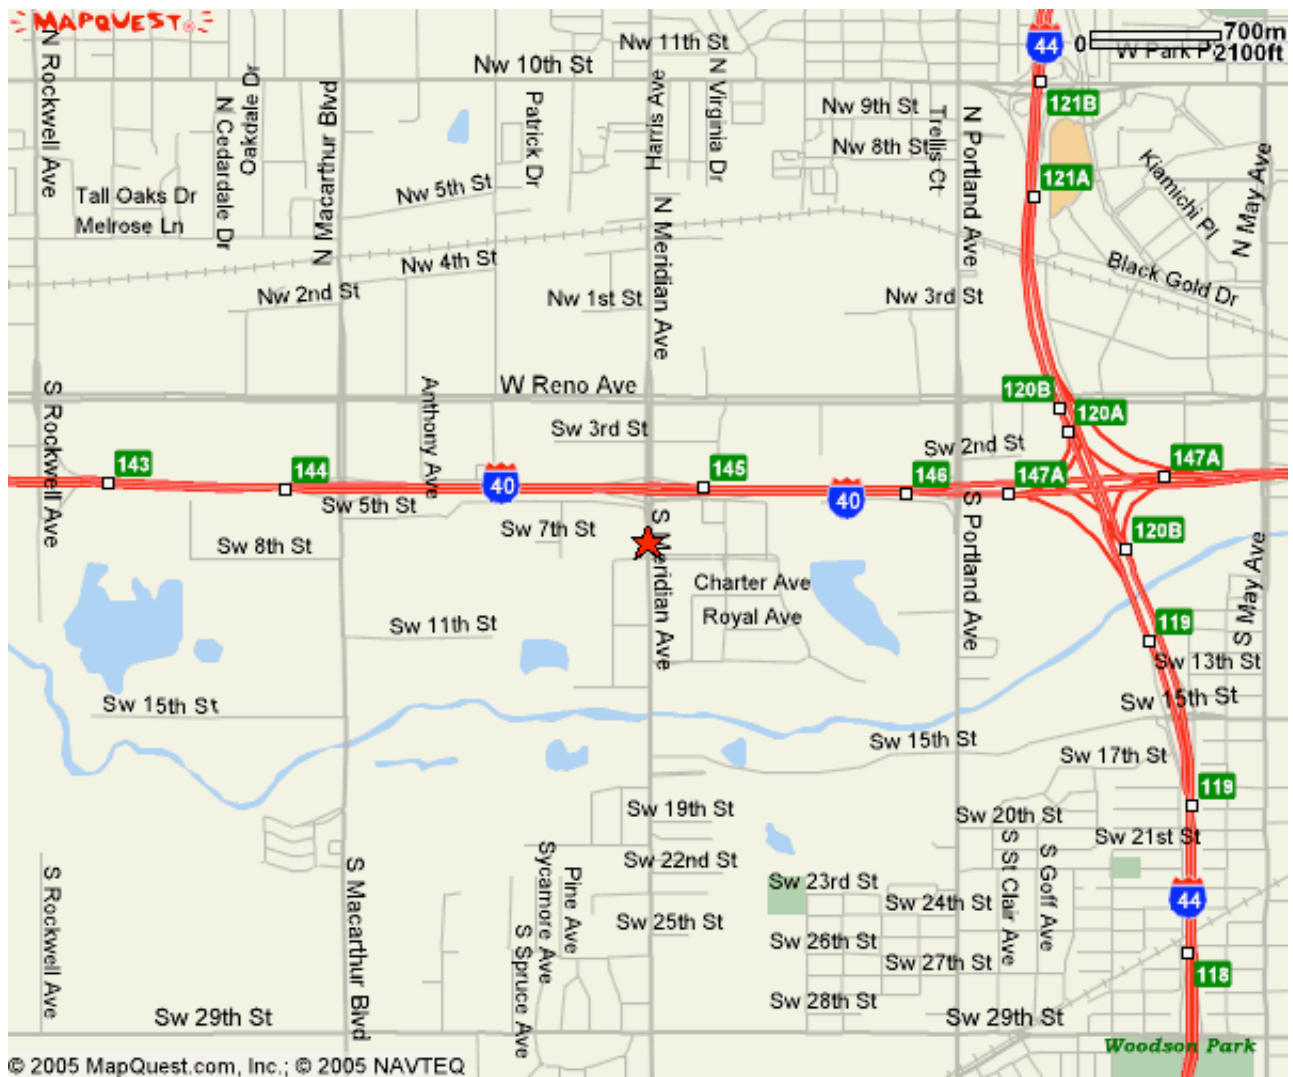 MAPQUEST
44
0
700m
2100ft
W Park P
Nw 11th St
Nw 10th St
121B
N Rockwell Ave
N Cedardale Dr
Oakdale Dr
N Macarthur Blvd
Patrick Dr
Harris Ave
N Virginia Dr
Nw 9th St
Nw 8th St
Trellis Ct
N Portland Ave
Kiamichi Pl
N May Ave
121A
Tall Oaks Dr
Melrose Ln
Nw 5th St
N Meridian Ave
Nw 4th St
Black Gold Dr
Nw 2nd St
Nw 1st St
Nw 3rd St
W Reno Ave
120B
120A
S Rockwell Ave
Anthony Ave
Sw 3rd St
Sw 2nd St
143
144
40
145
40
146
147A
147A
Sw 5th St
Sw 7th St
S Meridian Ave
S Portland Ave
120B
Sw 8th St
Charter Ave
Royal Ave
S May Ave
Sw 11th St
119
Sw 13th St
Sw 15th St
Sw 15th St
Sw 15th St
Sw 17th St
119
Sw 19th St
Sw 20th St
Sw 21st St
S Rockwell Ave
S Macarthur Blvd
Sycamore Ave
Pine Ave
S Spruce Ave
Sw 22nd St
Sw 23rd St
S St Clair Ave
S Goff Ave
44
Sw 24th St
Sw 25th St
Sw 26th St
Sw 27th St
118
Sw 28th St
Sw 29th St
Sw 29th St
Woodson Park
© 2005 MapQuest.com, Inc.; © 2005 NAVTEQ